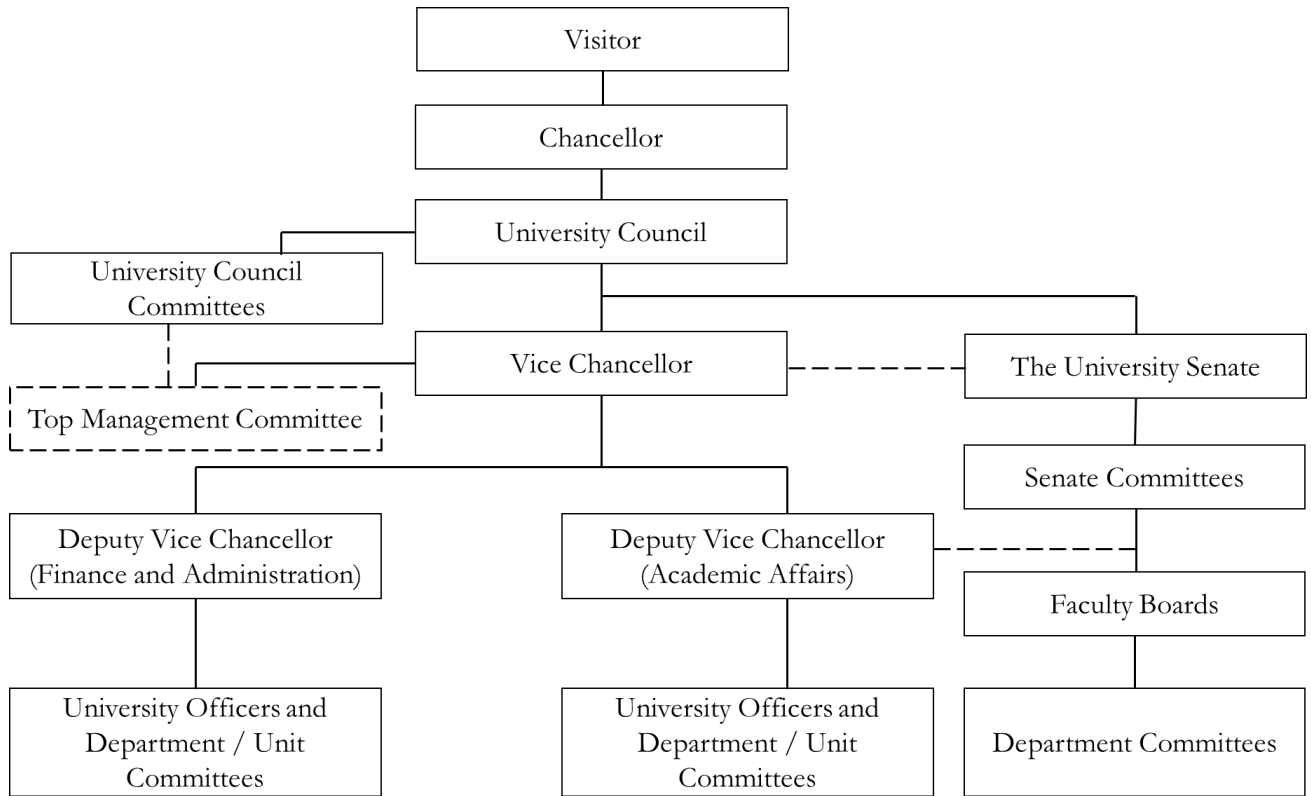 Visitor
Chancellor
University Council
University Council
Committees
Vice Chancellor
The University Senate
Top Management Committee
Senate Committees
Deputy Vice Chancellor
(Finance and Administration)
Deputy Vice Chancellor
(Academic Affairs)
Faculty Boards
University Officers and
Department / Unit
Committees
University Officers and
Department / Unit
Committees
Department Committees